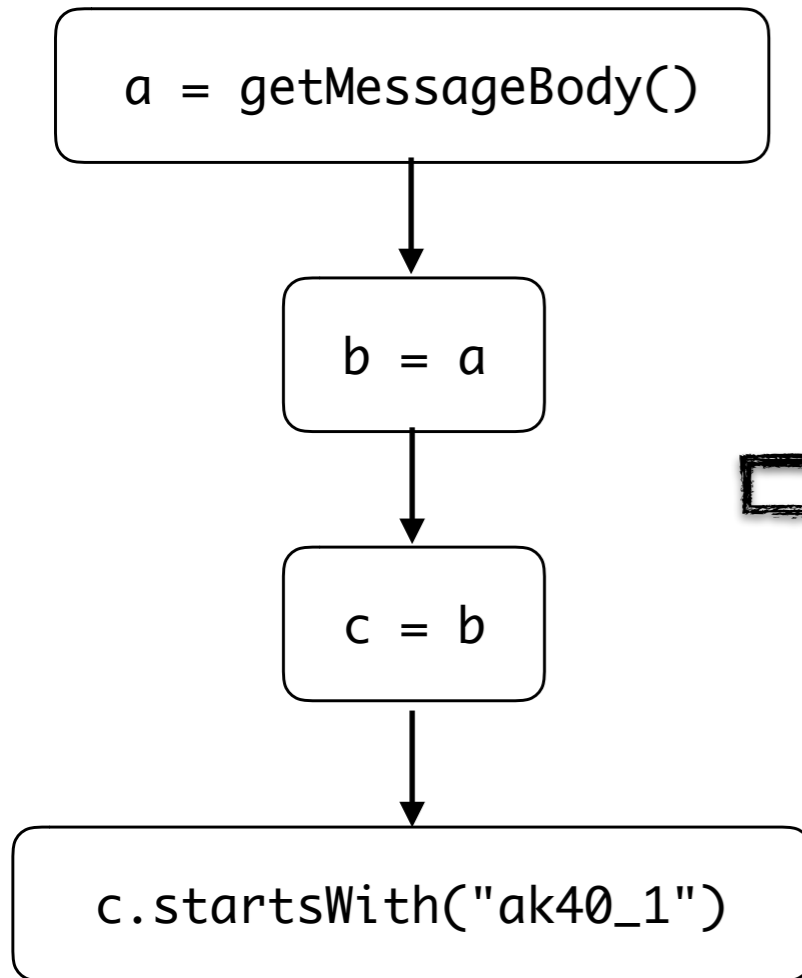 a = getMessageBody()
b = a
c = b
c.startsWith("ak40_1")